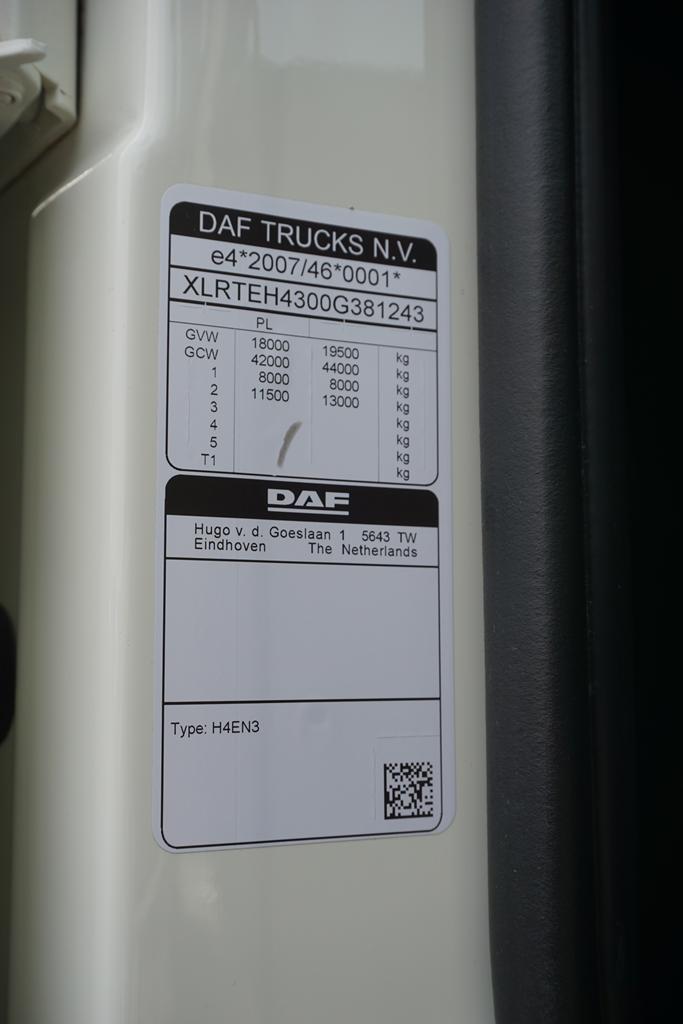 DAF TRUCKS N.V.
e4*2007/46*0001*
XLRTEH4300G381243
PL
GVW 18000 19500 kg
GCW 42000 44000 kg
1 8000 8000 kg
2 11500 13000 kg
3 kg
4 kg
5 kg
T1 kg
DAF
Hugo v. d. Goeslaan 1 5643 TW
Eindhoven The Netherlands
Type: H4EN3